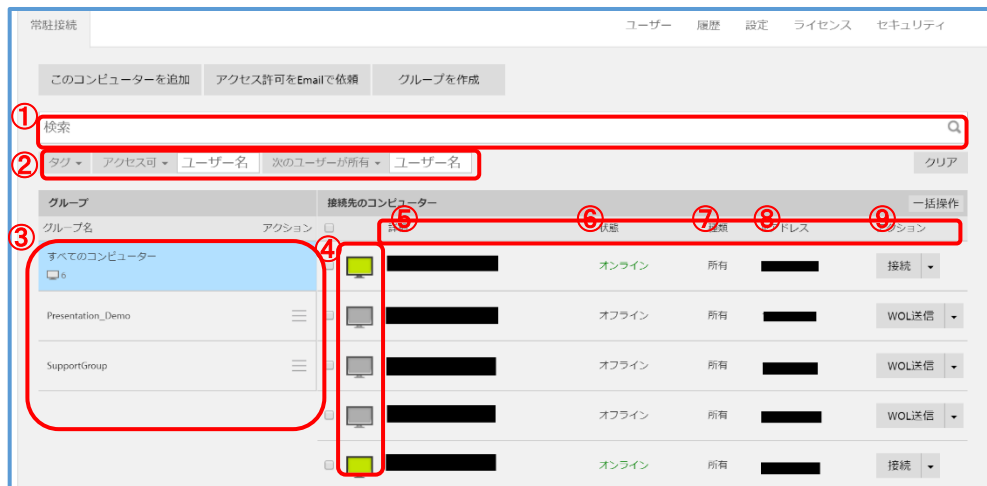 常駐接続 ユーザー 履歴 設定 ライセンス セキュリティ
このコンピューターを追加 アクセス許可をEmailで依頼 グループを作成
①
検索
② タグ アクセス可 ユーザー名 次のユーザーが所有 ユーザー名 クリア
グループ 接続先のコンピューター 一括操作
⑤ ⑥ ⑦ ⑧ ⑨
グループ名 アクション 状態 種類 ドレス ション
③ ④
すべてのコンピューター
6
オンライン 所有 接続
Presentation_Demo オフライン 所有 WOL送信
SupportGroup オフライン 所有 WOL送信
オフライン 所有 WOL送信
オンライン 所有 接続